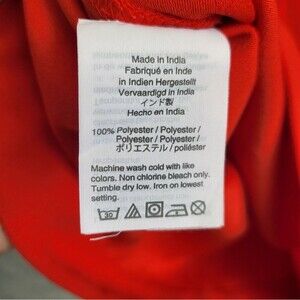 Made in India
Fabriqué en Inde
in Indien Hergestellt
Vervaardigd in India
インド製
Hecho en India
100% Polyester / Polyester /
Polyester / Polyester /
ポリエステル / poliéster
Machine wash cold with like
colors. Non chlorine bleach only.
Tumble dry low. Iron on lowest
setting.
30